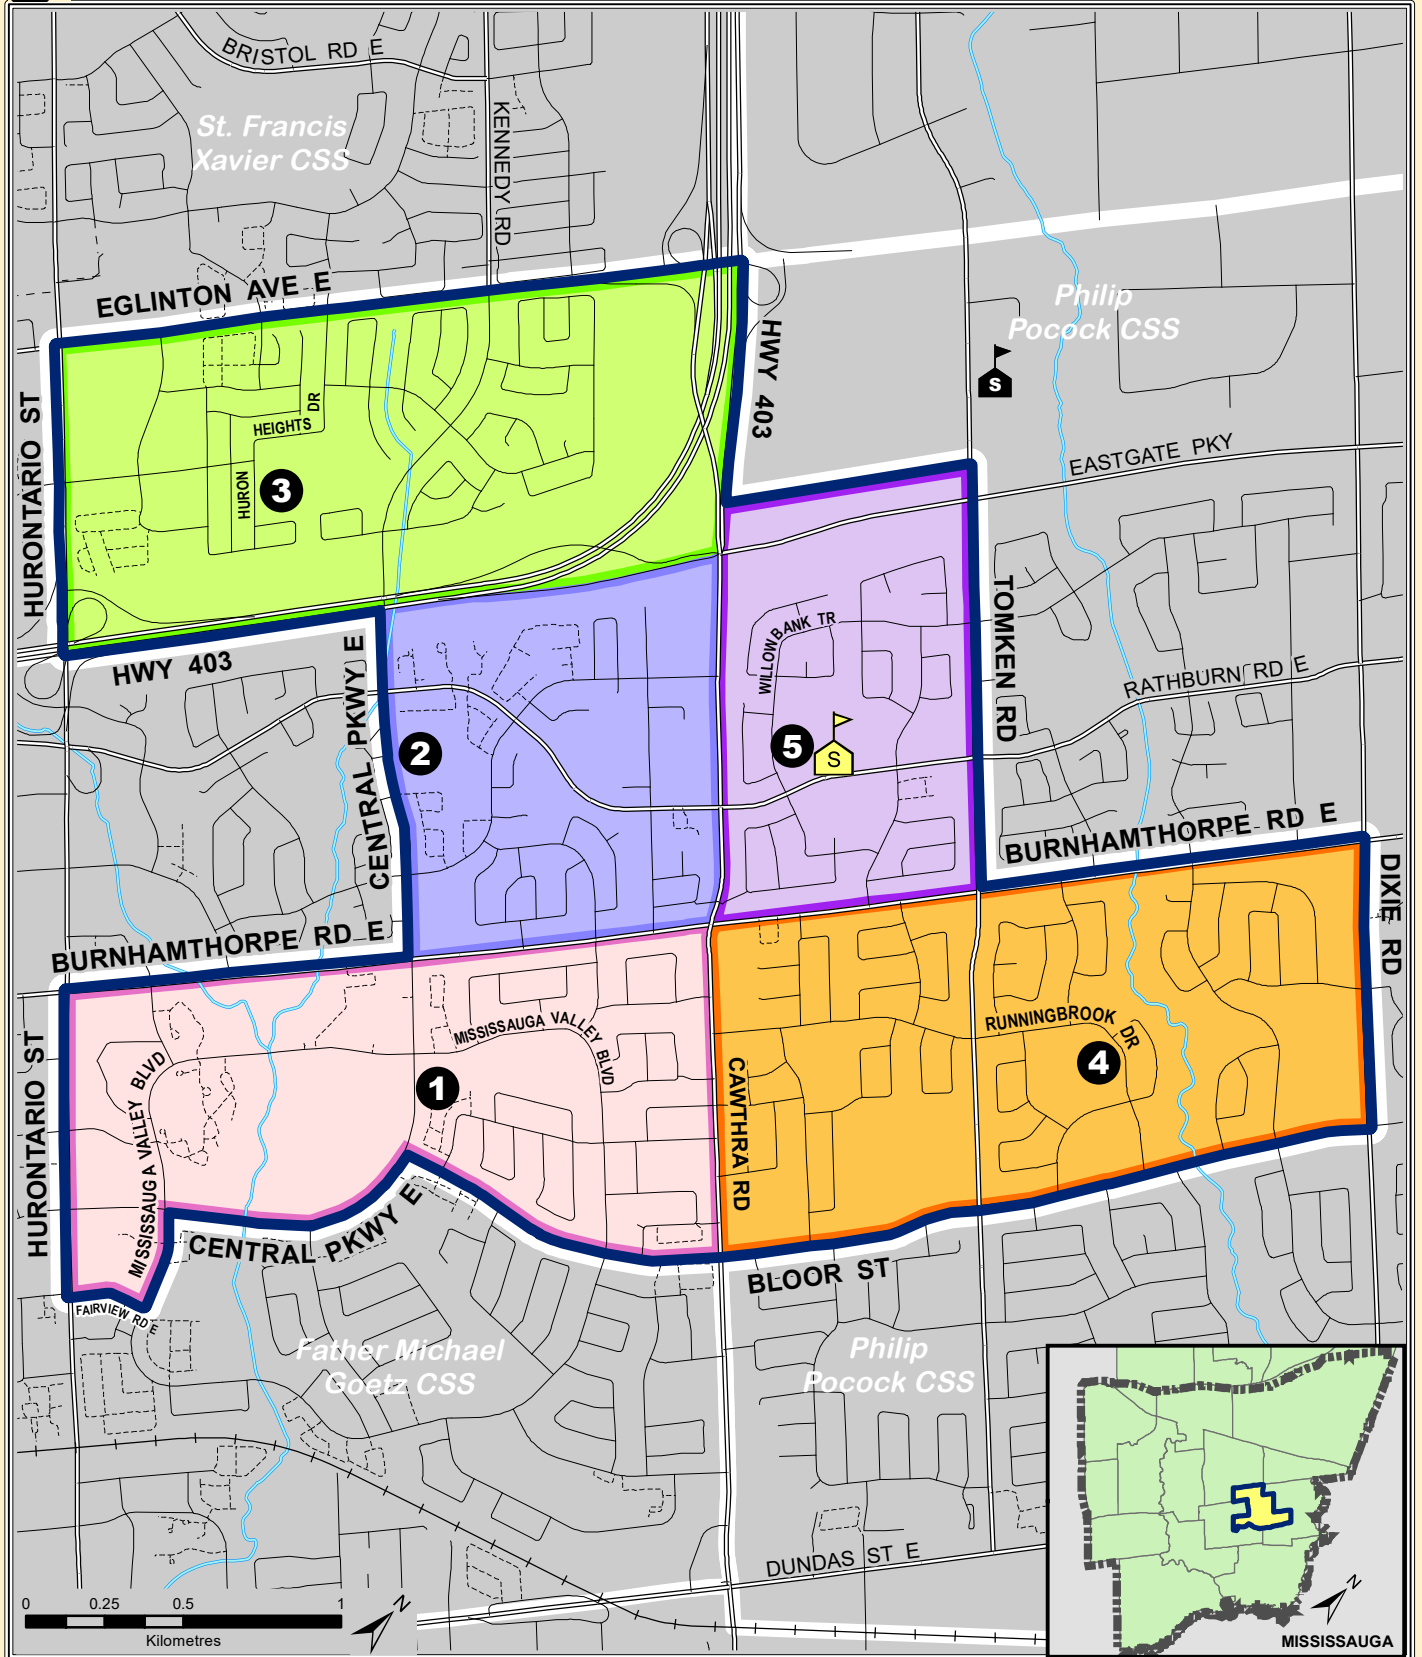 BRISTOL RD E
KENNEDY RD
St. Francis
Xavier CSS
EGLINTON AVE E
Philip
Pocock CSS
S
HWY 403
HURONTARIO ST
HEIGHTS DR
HURON
3
EASTGATE PKY
TOMKEN RD
WILLOWBANK TR
HWY 403
CENTRAL PKWY E
RATHBURN RD E
2
5
S
BURNHAMTHORPE RD E
DIXIE RD
BURNHAMTHORPE RD E
MISSISSAUGA VALLEY BLVD
RUNNINGBROOK DR
HURONTARIO ST
MISSISSAUGA VALLEY BLVD
1
4
CAWTHRA RD
CENTRAL PKWY E
BLOOR ST
FAIRVIEW RD E
Father Michael
Goetz CSS
Philip
Pocock CSS
DUNDAS ST E
0 0.25 0.5 1
Kilometres
N
N
MISSISSAUGA